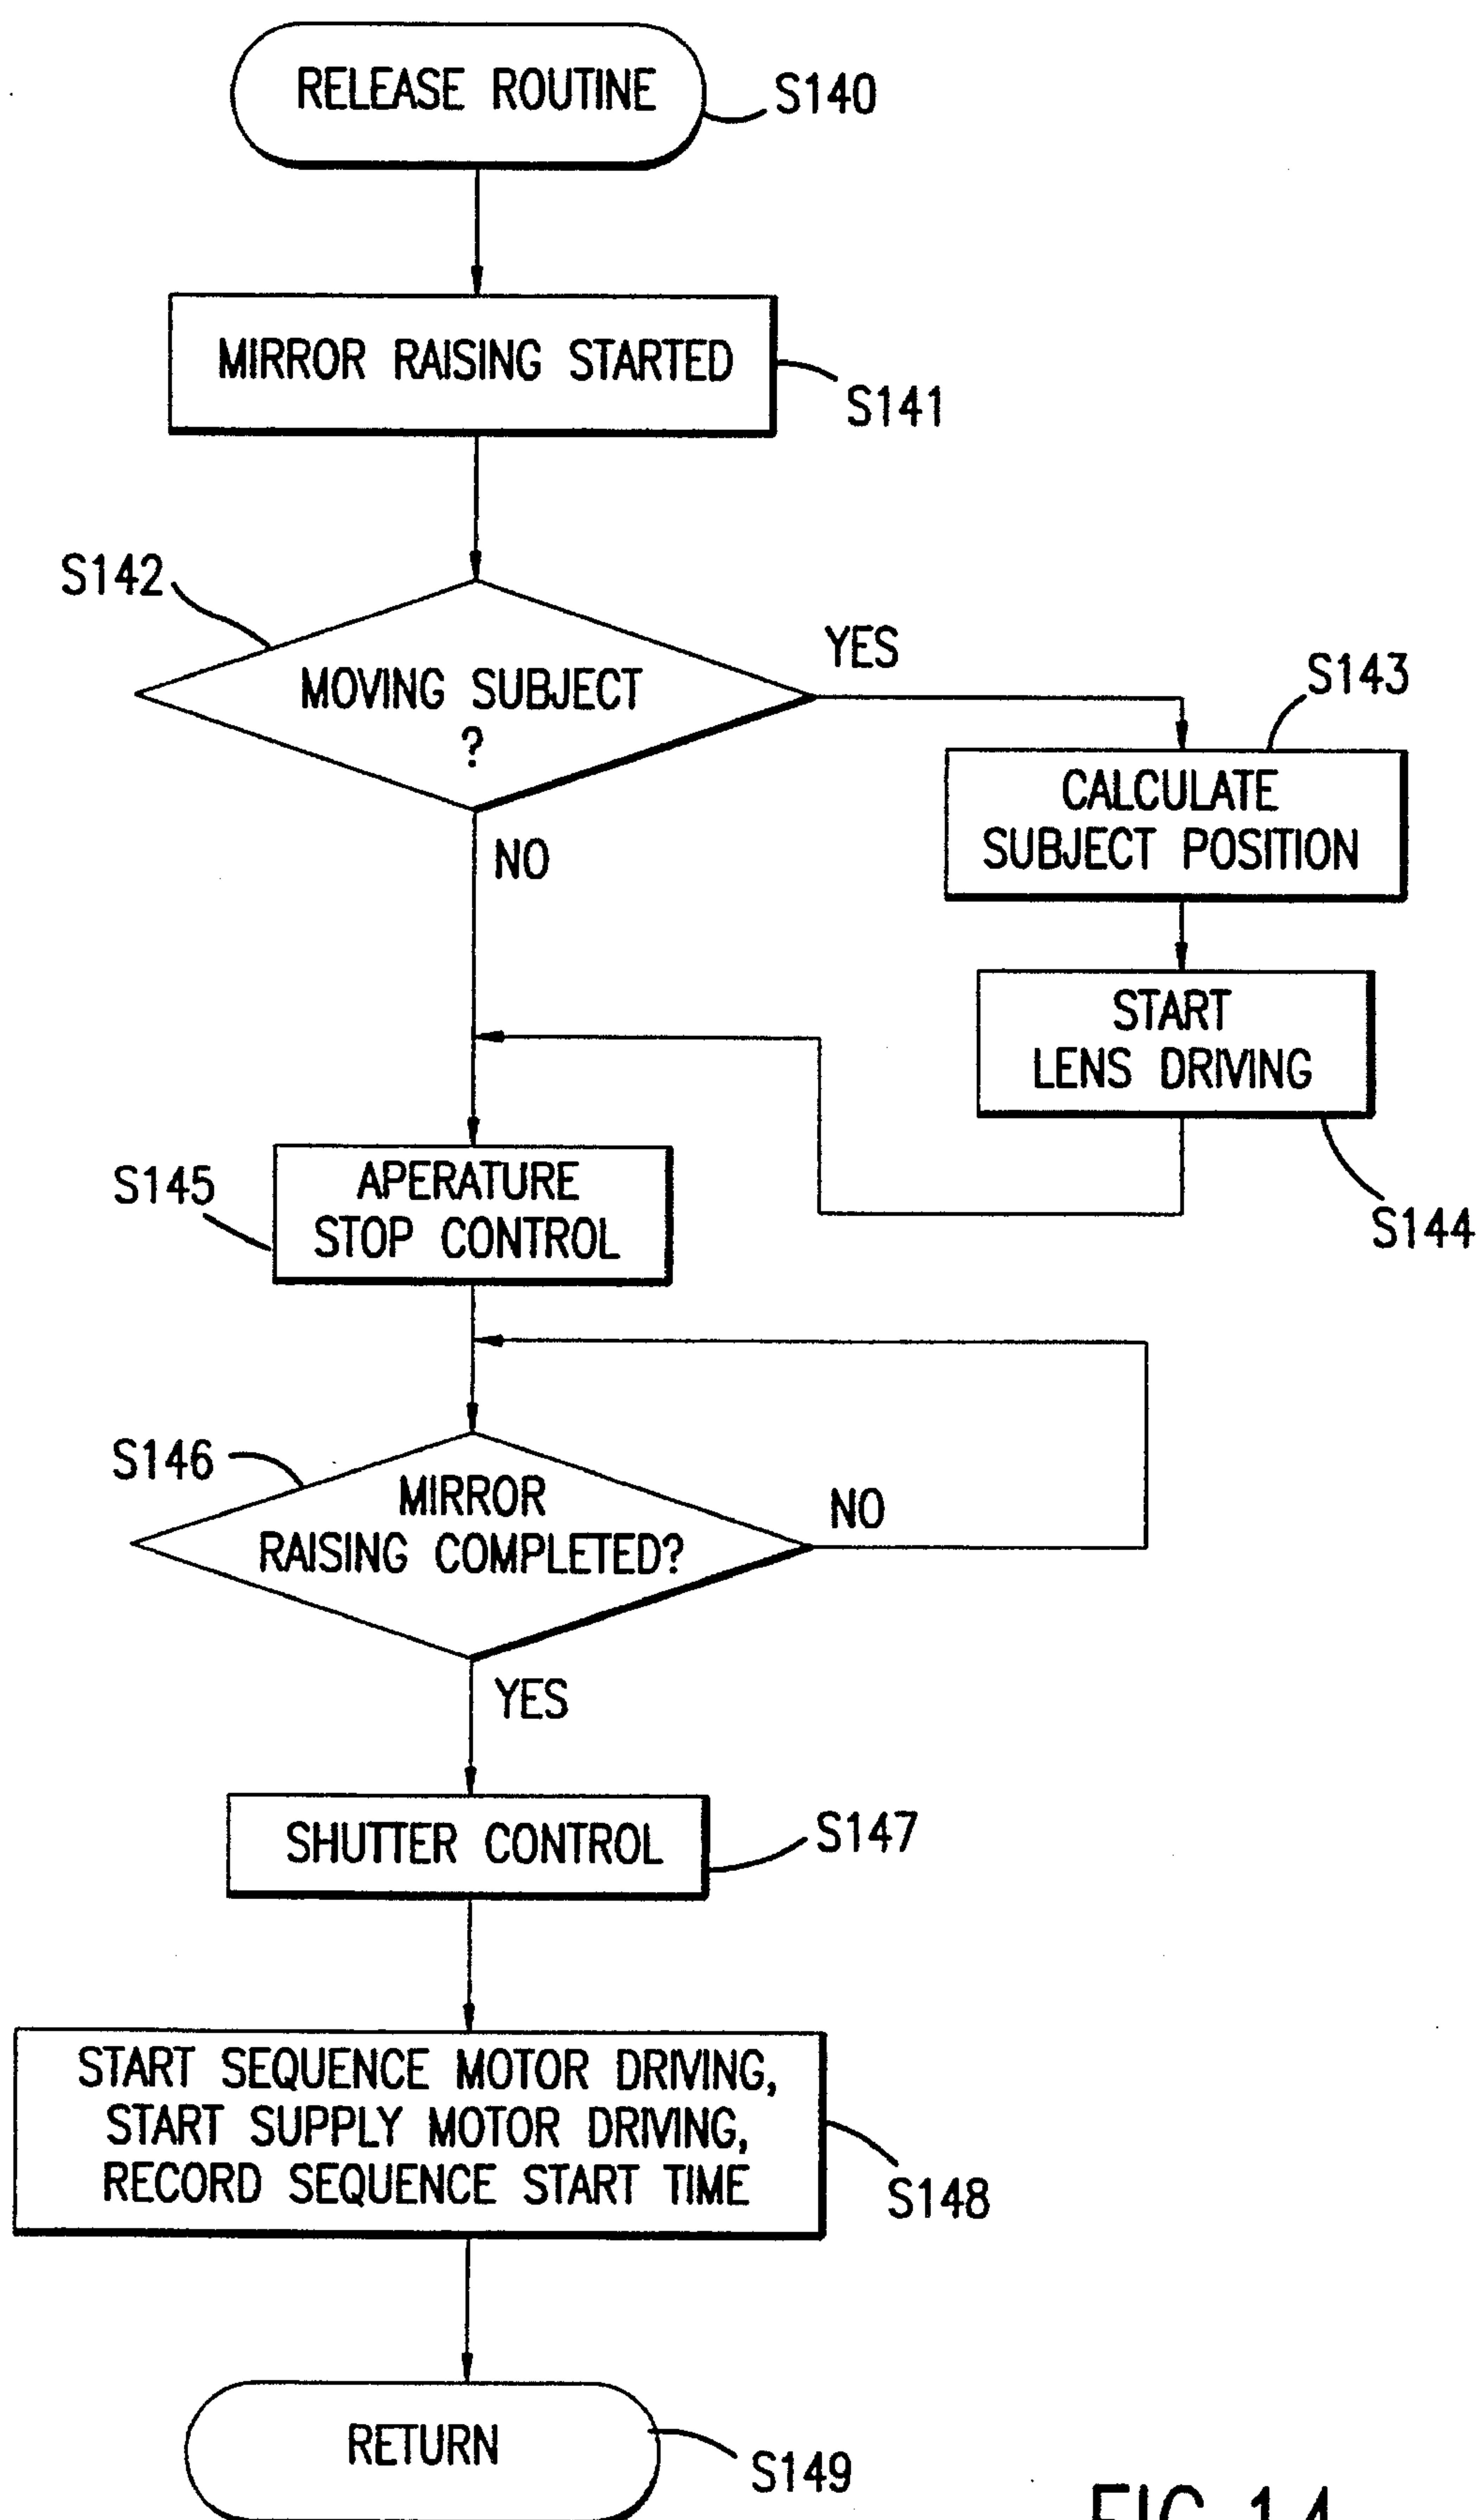 RELEASE ROUTINE
S140
MIRROR RAISING STARTED
S141
S142
MOVING SUBJECT
?
YES
NO
S143
CALCULATE
SUBJECT POSITION
START
LENS DRIVING
S144
S145
APERATURE
STOP CONTROL
S146
MIRROR
RAISING COMPLETED?
NO
YES
SHUTTER CONTROL
S147
START SEQUENCE MOTOR DRIVING,
START SUPPLY MOTOR DRIVING,
RECORD SEQUENCE START TIME
S148
RETURN
S149
FIG.14